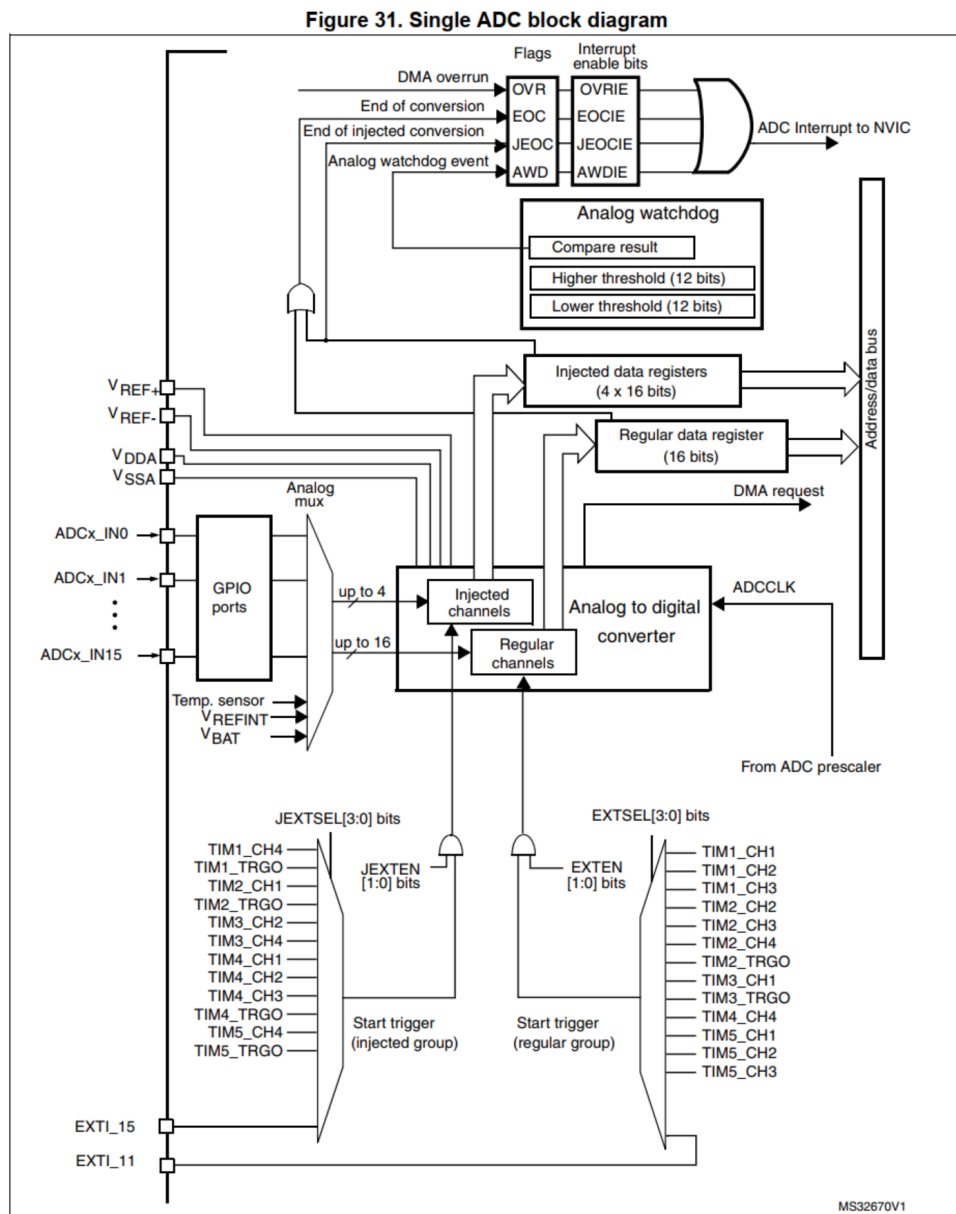 Figure 31. Single ADC block diagram
Flags
Interrupt
enable bits
DMA overrun
OVR
OVRIE
End of conversion
EOC
EOCIE
End of injected conversion
JEOC
JEOCIE
ADC Interrupt to NVIC
Analog watchdog event
AWD
AWDIE
Analog watchdog
Compare result
Higher threshold (12 bits)
Lower threshold (12 bits)
Address/data bus
Injected data registers
(4 x 16 bits)
Regular data register
(16 bits)
VREF+
VREF-
VDDA
VSSA
Analog
mux
DMA request
ADCx_IN0
ADCx_IN1
ADCx_IN15
GPIO
ports
up to 4
up to 16
Injected
channels
Regular
channels
Analog to digital
converter
ADCCLK
Temp. sensor
VREFINT
VBAT
From ADC prescaler
JEXTSEL[3:0] bits
TIM1_CH4
TIM1_TRGO
TIM2_CH1
TIM2_TRGO
TIM3_CH2
TIM3_CH4
TIM4_CH1
TIM4_CH2
TIM4_CH3
TIM4_TRGO
TIM5_CH4
TIM5_TRGO
JEXTEN
[1:0] bits
Start trigger
(injected group)
EXTSEL[3:0] bits
EXTEN
[1:0] bits
Start trigger
(regular group)
TIM1_CH1
TIM1_CH2
TIM1_CH3
TIM2_CH2
TIM2_CH3
TIM2_CH4
TIM2_TRGO
TIM3_CH1
TIM3_TRGO
TIM4_CH4
TIM5_CH1
TIM5_CH2
TIM5_CH3
EXTI_15
EXTI_11
MS32670V1